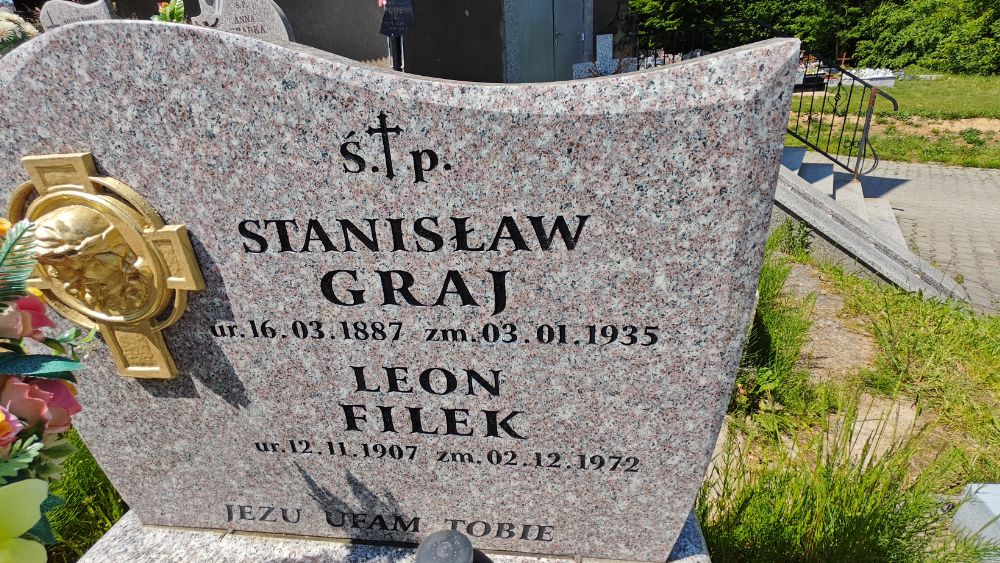 Ś. p.
STANISŁAW
GRAJ
ur. 16. 03. 1887 zm. 03. 01. 1935
LEON
FILEK
ur. 12. 11. 1907 zm. 02. 12. 1972
JEZU UFAM TOBIE
ANNA